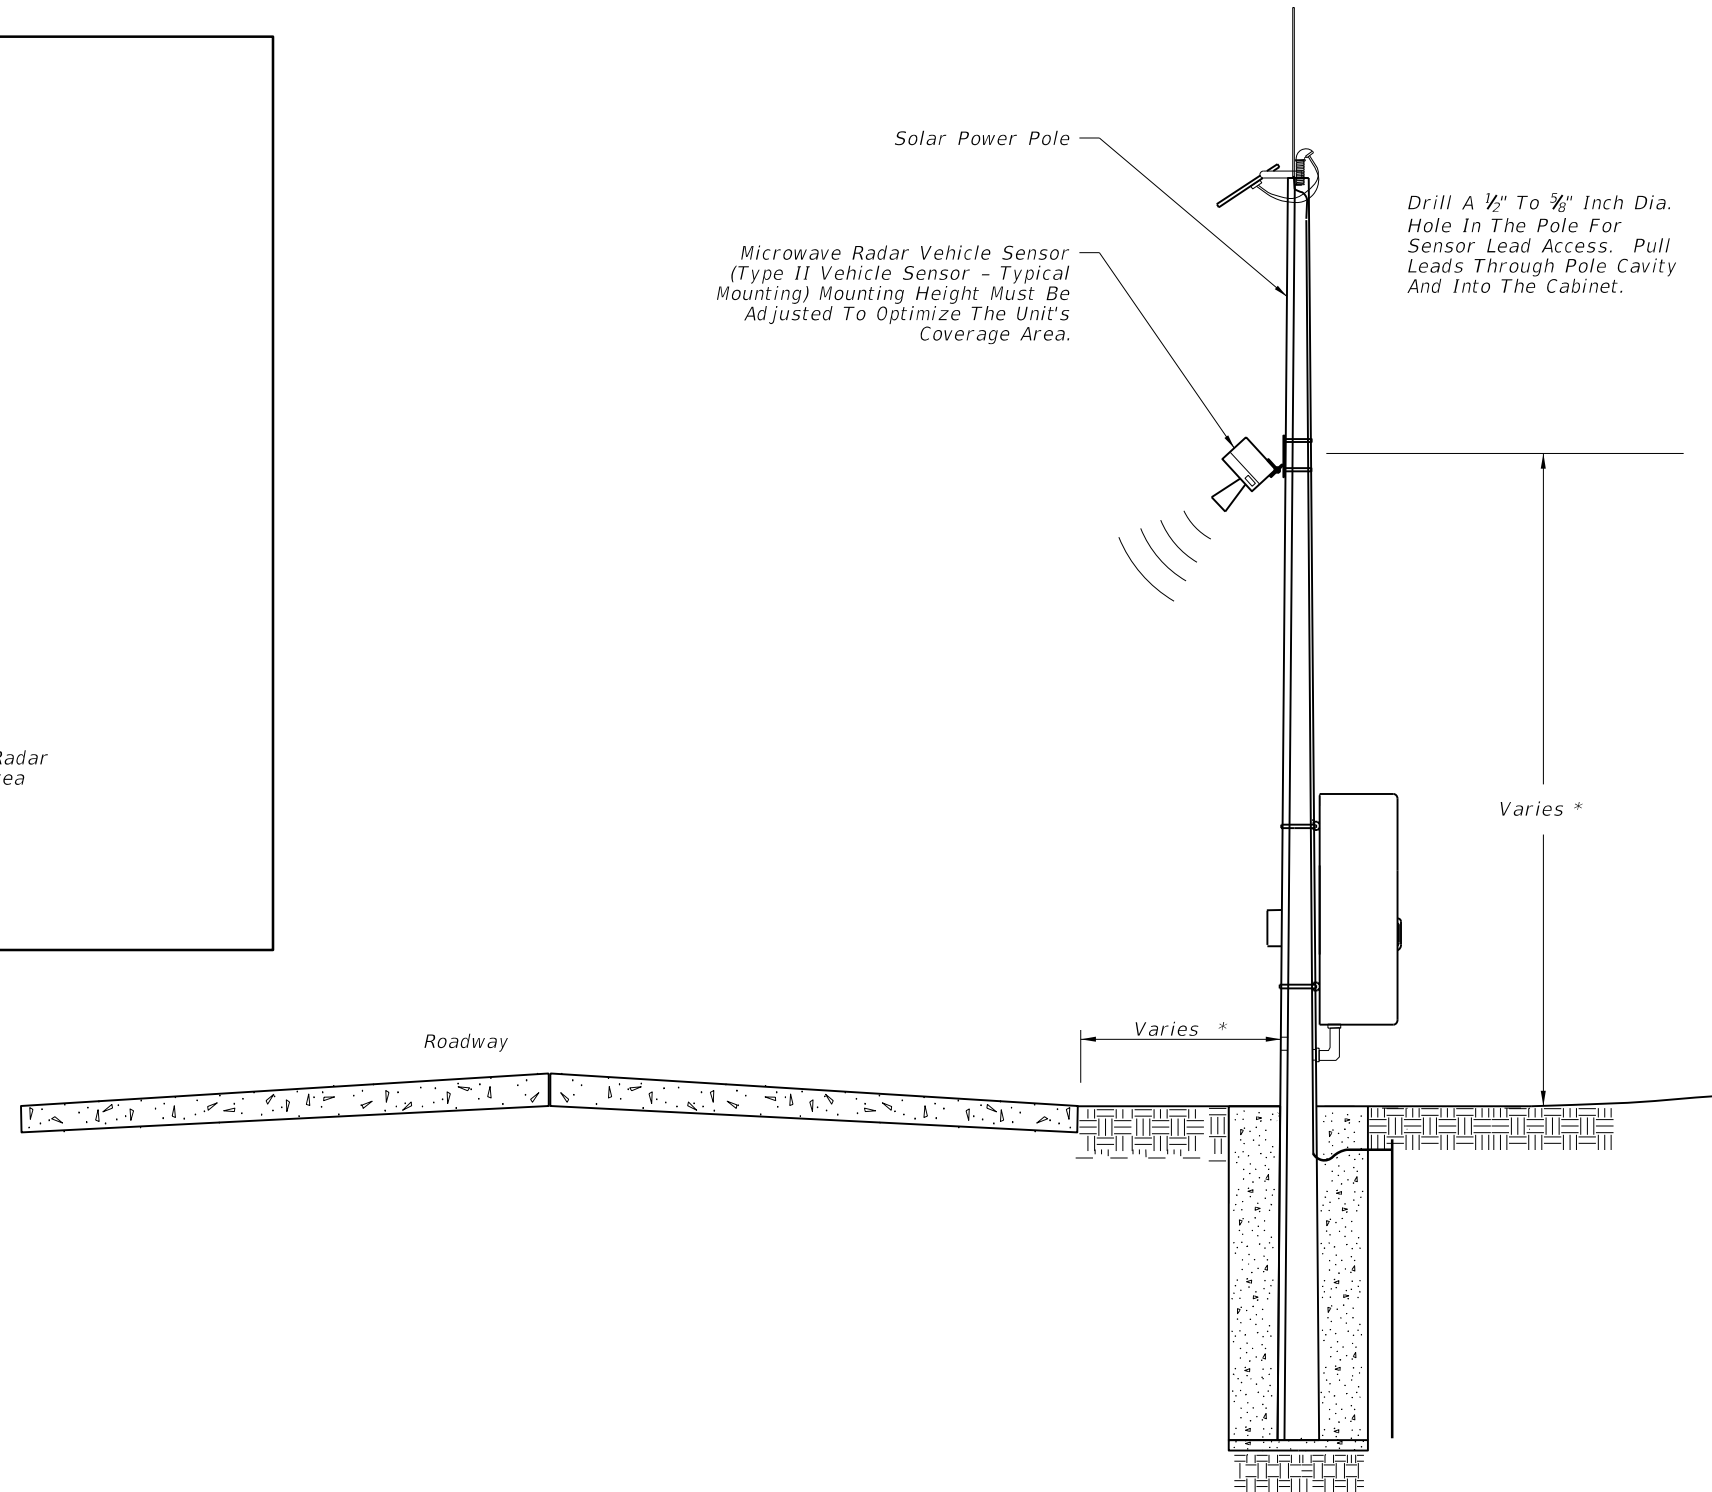 Solar Power Pole
Drill A 1/2" To 5/8" Inch Dia.
Hole In The Pole For
Sensor Lead Access. Pull
Leads Through Pole Cavity
And Into The Cabinet.
Microwave Radar Vehicle Sensor
(Type II Vehicle Sensor - Typical
Mounting) Mounting Height Must Be
Adjusted To Optimize The Unit's
Coverage Area.
Radar
ea
Varies *
Varies *
Roadway